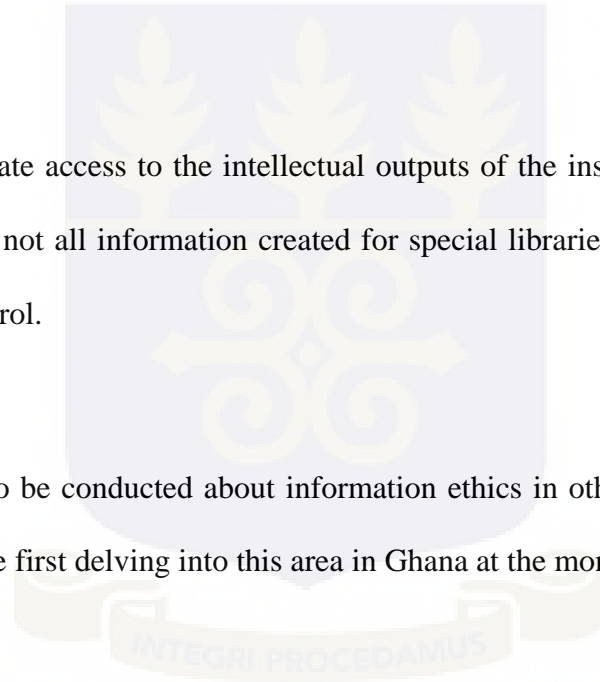 ate access to the intellectual outputs of the ins
not all information created for special librarie
rol.
o be conducted about information ethics in oth
e first delving into this area in Ghana at the mo
INTEGRI PROCEDAMUS